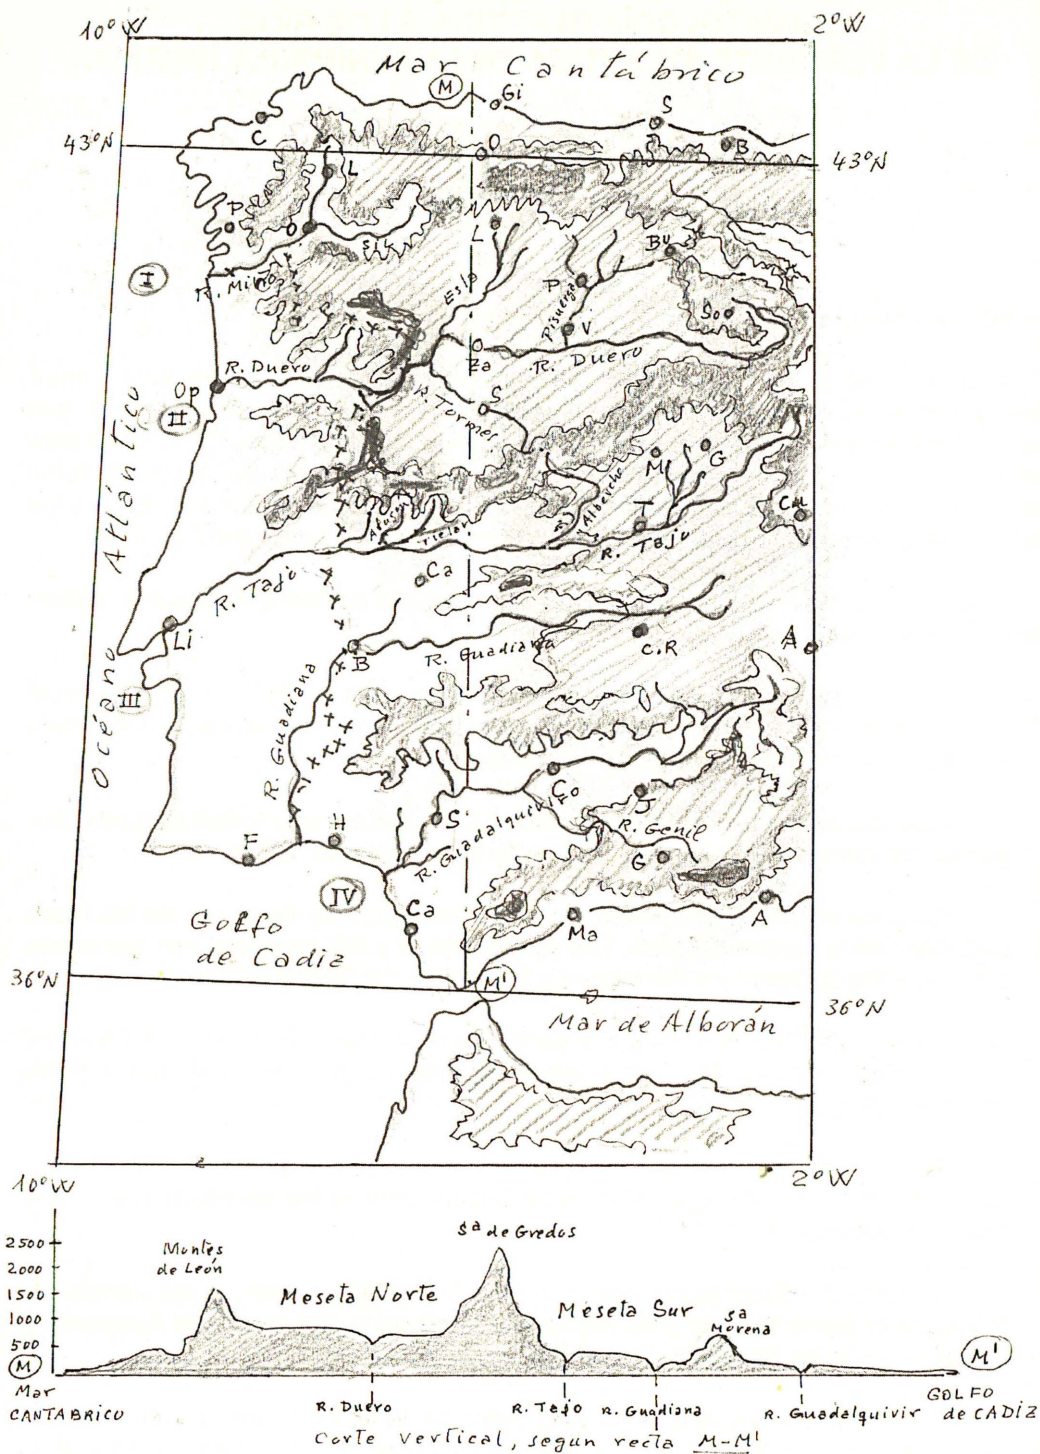 10° W
2° W
Mar Cantábrico
M
Gi
S
C
O
B
43° N
43° N
L
P
O
Sil
L
Bu
I
R. Miño
Esla
P
Pisuerga
So
V
Za
R. Duero
R. Duero
Op
R. Tormes
S
II
M
G
Cu
Alberche
T
Tietar
R. Tajo
Ca
R. Tajo
Li
B
R. Guadiana
C.R
A
III
R. Guadiana
Océano Atlántico
C
J
S
R. Guadalquivir
R. Genil
F
H
G
IV
Ca
Ma
A
Golfo
de Cadiz
36° N
M'
36° N
Mar de Alborán
10° W
2° W
Sª de Gredos
2500
Montes
de León
2000
1500
Meseta Norte
Meseta Sur
1000
Sª
Morena
500
M
M'
Mar
CANTABRICO
R. Duero
R. Tajo
R. Guadiana
R. Guadalquivir
GOLFO
de CADIZ
Corte vertical, segun recta M-M'